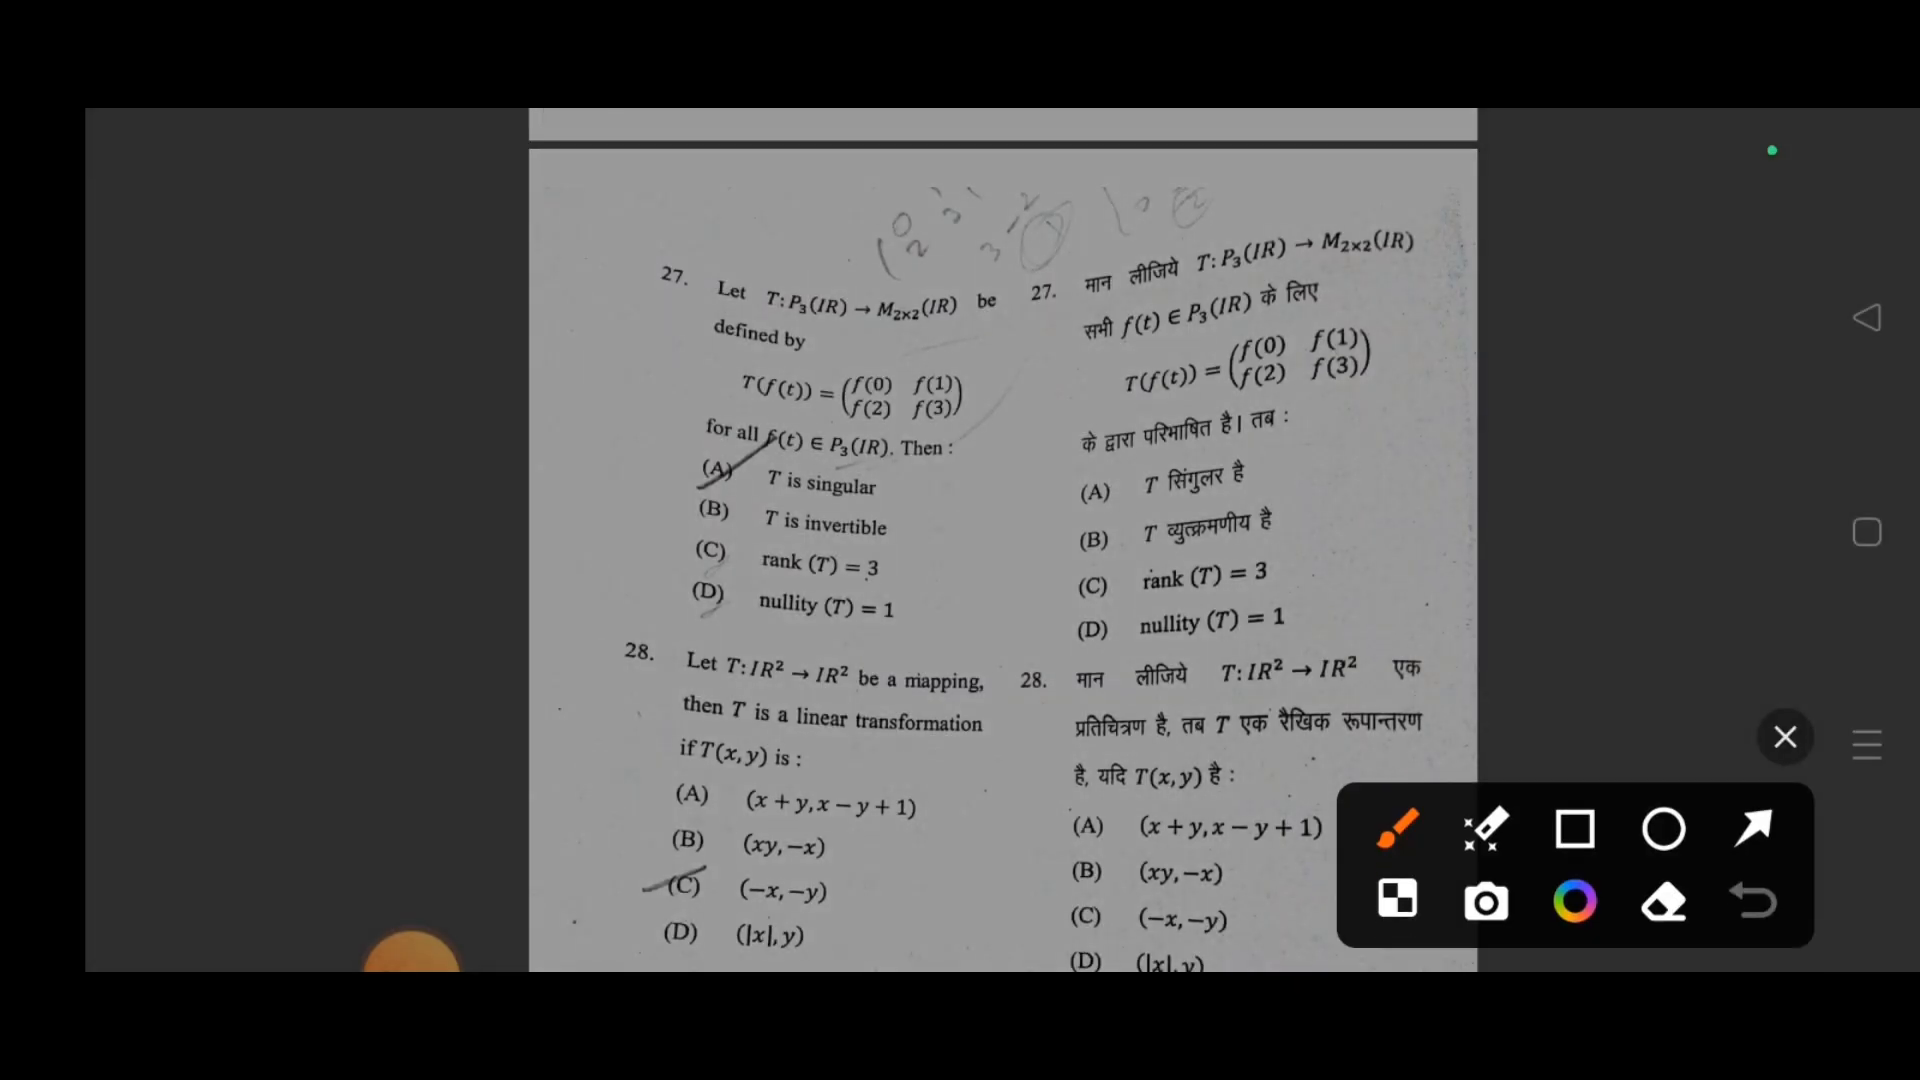 27. Let T: P₃(IR) → M₂ₓ₂(IR) be
defined by
T(f(t)) = (f(0) f(1)
f(2) f(3))
for all f(t) ∈ P₃(IR). Then :
(A) T is singular
(B) T is invertible
(C) rank (T) = 3
(D) nullity (T) = 1
28. Let T: IR² → IR² be a mapping,
then T is a linear transformation
if T(x, y) is :
(A) (x + y, x − y + 1)
(B) (xy, −x)
(C) (−x, −y)
(D) (|x|, y)
27. मान लीजिये T: P₃(IR) → M₂ₓ₂(IR)
सभी f(t) ∈ P₃(IR) के लिए
T(f(t)) = (f(0) f(1)
f(2) f(3))
के द्वारा परिभाषित है। तब :
(A) T सिंगुलर है
(B) T व्युत्क्रमणीय है
(C) rank (T) = 3
(D) nullity (T) = 1
28. मान लीजिये T: IR² → IR² एक
प्रतिचित्रण है, तब T एक रैखिक रूपान्तरण
है, यदि T(x, y) है :
(A) (x + y, x − y + 1)
(B) (xy, −x)
(C) (−x, −y)
(D) (|x|, y)